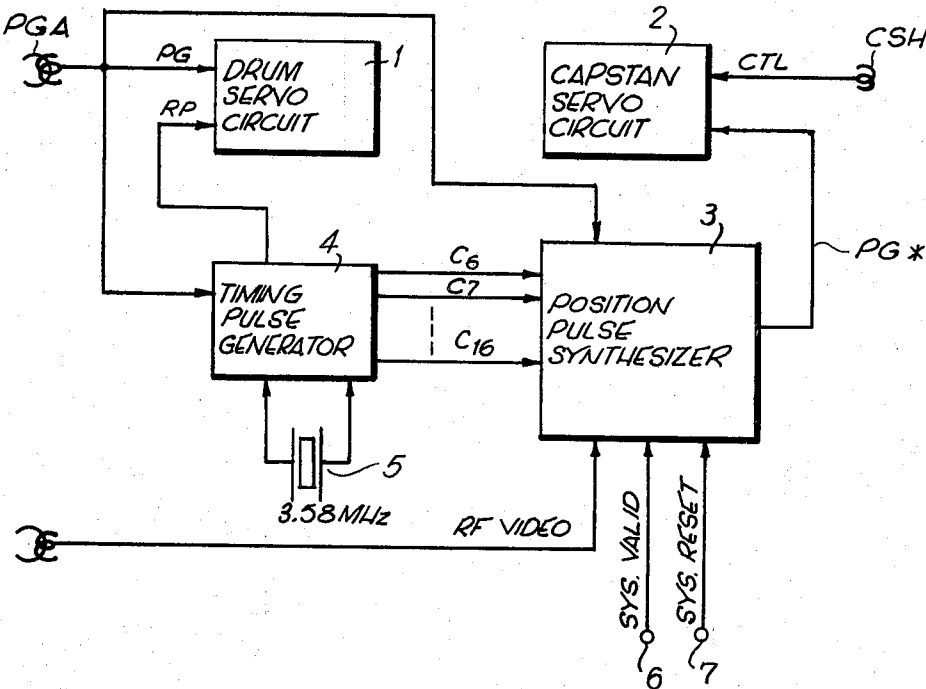 PGA
PG
DRUM
SERVO
CIRCUIT
1
RP
2
CAPSTAN
SERVO
CIRCUIT
CTL
CSH
4
TIMING
PULSE
GENERATOR
C6
C7
C16
3
POSITION
PULSE
SYNTHESIZER
PG *
5
3.58MHz
RF VIDEO
SYS. VALID
SYS. RESET
6
7